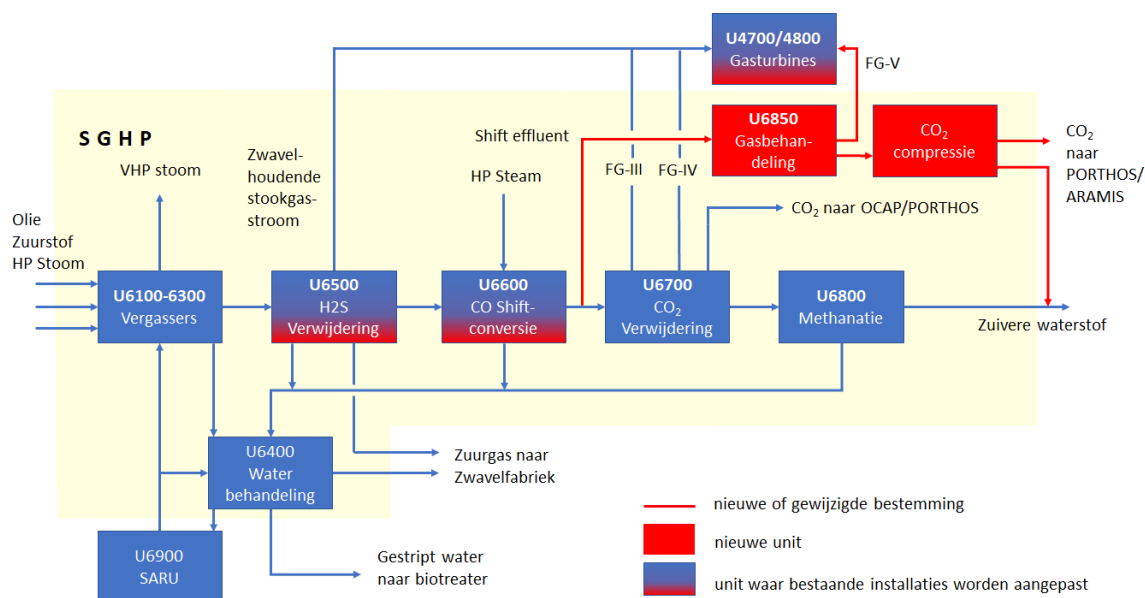 U4700/4800
Gasturbines
FG-V
SGHP
VHP stoom
Zwavel-
houdende
stookgas-
stroom
Shift effluent
HP Steam
FG-III
FG-IV
U6850
Gasbehan-
deling
CO2
compressie
CO2
naar
PORTHOS/
ARAMIS
CO2 naar OCAP/PORTHOS
Olie
Zuurstof
HP Stoom
U6100-6300
Vergassers
U6500
H2S
Verwijdering
U6600
CO Shift-
conversie
U6700
CO2
Verwijdering
U6800
Methanatie
Zuivere waterstof
U6400
Water
behandeling
Zuurgas naar
Zwavelfabriek
U6900
SARU
Gestript water
naar biotreater
nieuwe of gewijzigde bestemming
nieuwe unit
unit waar bestaande installaties worden aangepast